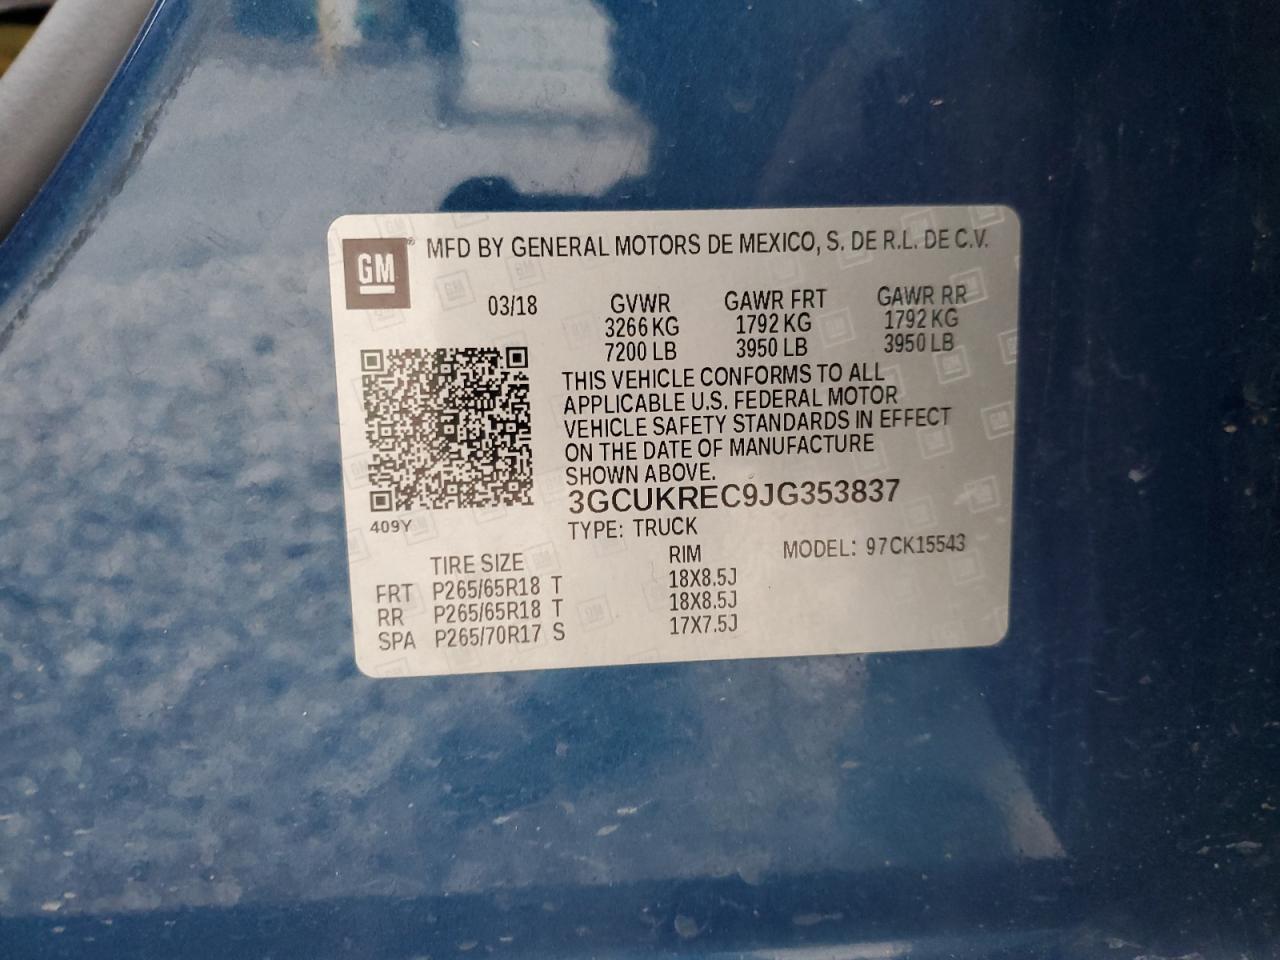 GM ® MFD BY GENERAL MOTORS DE MEXICO, S. DE R.L. DE C.V.
03/18 GVWR GAWR FRT GAWR RR
3266 KG 1792 KG 1792 KG
7200 LB 3950 LB 3950 LB
THIS VEHICLE CONFORMS TO ALL
APPLICABLE U.S. FEDERAL MOTOR
VEHICLE SAFETY STANDARDS IN EFFECT
ON THE DATE OF MANUFACTURE
SHOWN ABOVE.
3GCUKREC9JG353837
409Y
TYPE: TRUCK
TIRE SIZE RIM MODEL: 97CK15543
FRT P265/65R18 T 18X8.5J
RR P265/65R18 T 18X8.5J
SPA P265/70R17 S 17X7.5J